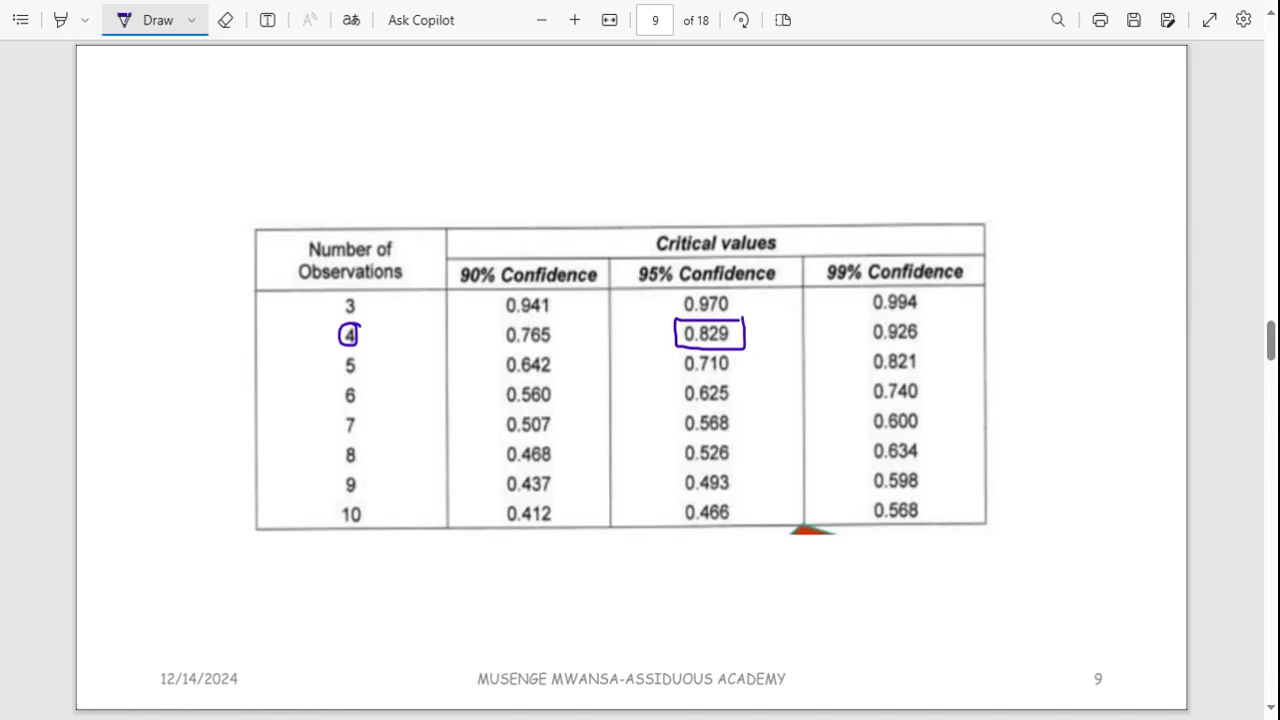 Draw
Ask Copilot
9 of 18
Number of Observations
Critical values
90% Confidence 95% Confidence 99% Confidence
3 0.941 0.970 0.994
4 0.765 0.829 0.926
5 0.642 0.710 0.821
6 0.560 0.625 0.740
7 0.507 0.568 0.600
8 0.468 0.526 0.634
9 0.437 0.493 0.598
10 0.412 0.466 0.568
12/14/2024 MUSENGE MWANSA-ASSIDUOUS ACADEMY 9